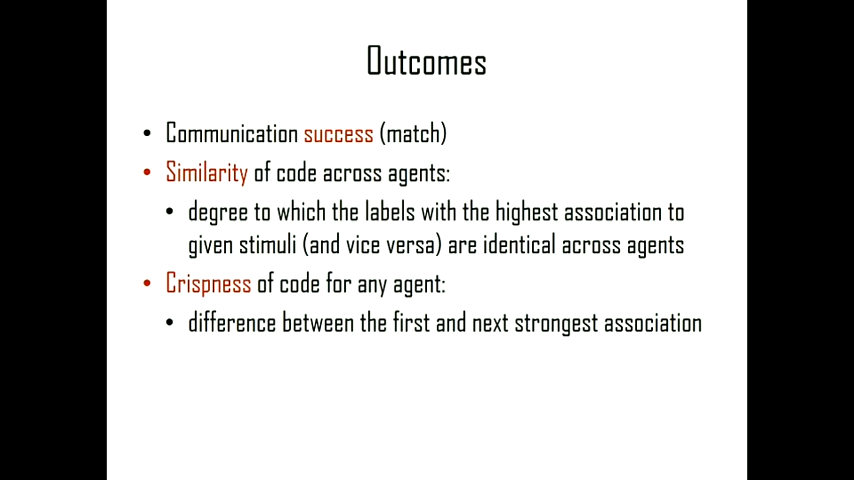 Outcomes
• Communication success (match)
• Similarity of code across agents:
• degree to which the labels with the highest association to
given stimuli (and vice versa) are identical across agents
• Crispness of code for any agent:
• difference between the first and next strongest association